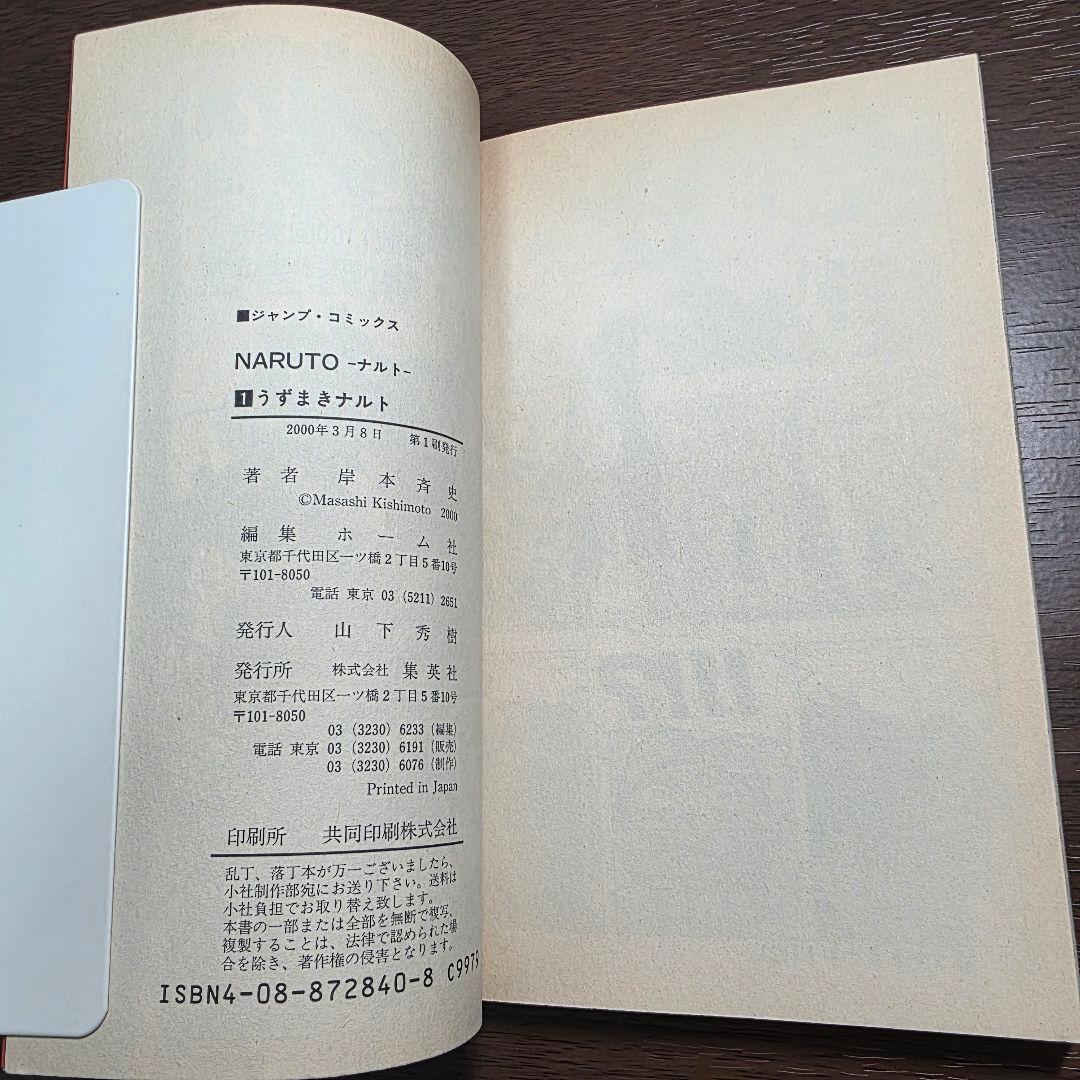 ■ジャンプ・コミックス
NARUTO -ナルト-
1うずまきナルト
2000年3月8日 第1刷発行
著者 岸本斉史
©Masashi Kishimoto 2000
編集 ホーム社
東京都千代田区一ツ橋2丁目5番10号
〒101-8050
電話 東京 03 (5211) 2651
発行人 山下秀樹
発行所 株式会社 集英社
東京都千代田区一ツ橋2丁目5番10号
〒101-8050
03 (3230) 6233 (編集)
電話 東京 03 (3230) 6191 (販売)
03 (3230) 6076 (制作)
Printed in Japan
印刷所 共同印刷株式会社
乱丁、落丁本が万一ございましたら、
小社制作部宛にお送り下さい。送料は
小社負担でお取り替え致します。
本書の一部または全部を無断で複写、
複製することは、法律で認められた場
合を除き、著作権の侵害となります。
ISBN4-08-872840-8 C9979